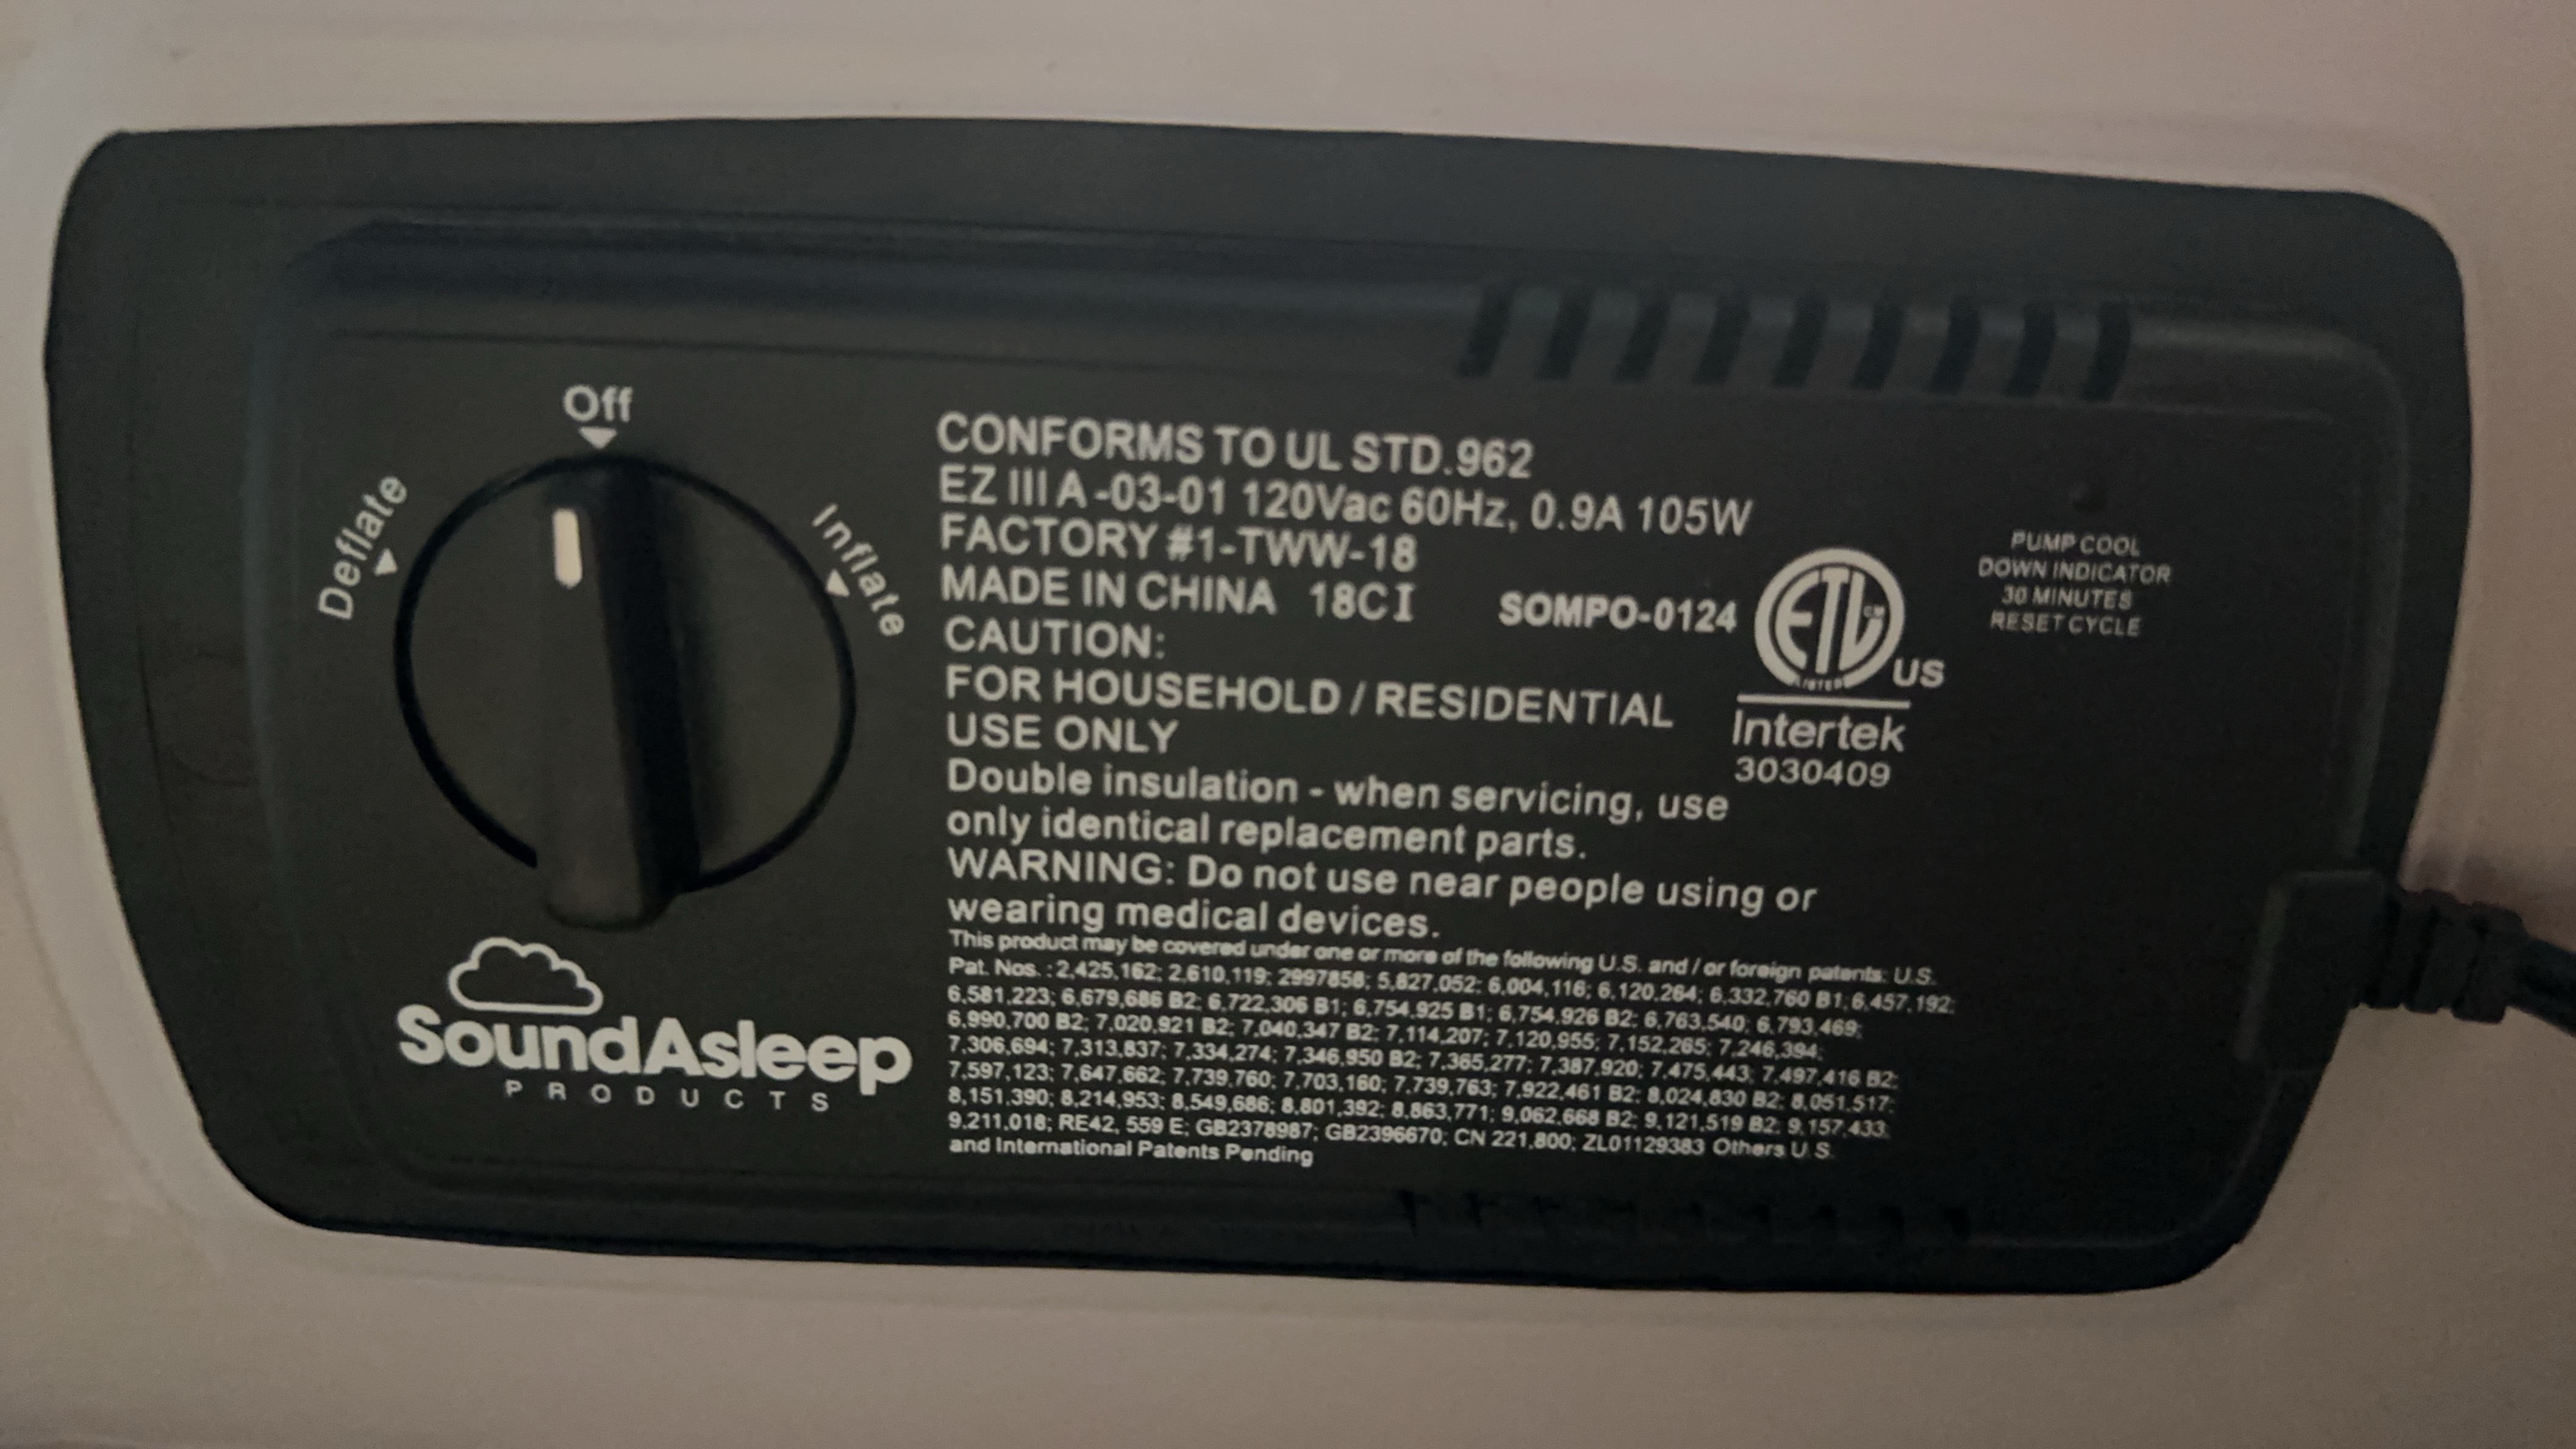 Off
Deflate
Inflate
SoundAsleep
PRODUCTS
CONFORMS TO UL STD.962
EZ III A -03-01 120Vac 60Hz, 0.9A 105W
FACTORY #1-TWW-18
MADE IN CHINA 18CI SOMPO-0124
CAUTION:
FOR HOUSEHOLD / RESIDENTIAL
USE ONLY
Double insulation - when servicing, use
only identical replacement parts.
WARNING: Do not use near people using or
wearing medical devices.
This product may be covered under one or more of the following U.S. and / or foreign patents: U.S.
Pat. Nos. : 2,425,162; 2,610,119; 2997858; 5,827,052; 6,004,116; 6,120,264; 6,332,760 B1; 6,457,192;
6,581,223; 6,679,686 B2; 6,722,306 B1; 6,754,925 B1; 6,754,926 B2; 6,763,540; 6,793,469;
6,990,700 B2; 7,020,921 B2; 7,040,347 B2; 7,114,207; 7,120,955; 7,152,265; 7,246,394;
7,306,694; 7,313,837; 7,334,274; 7,346,950 B2; 7,365,277; 7,387,920; 7,475,443; 7,497,416 B2;
7,597,123; 7,647,662; 7,739,760; 7,703,160; 7,739,763; 7,922,461 B2; 8,024,830 B2; 8,051,517;
8,151,390; 8,214,953; 8,549,686; 8,801,392; 8,863,771; 9,062,668 B2; 9,121,519 B2; 9,157,433;
9,211,018; RE42, 559 E; GB2378987; GB2396670; CN 221,800; ZL01129383 Others U.S.
and International Patents Pending
ETL CM
LISTED
US
Intertek
3030409
PUMP COOL
DOWN INDICATOR
30 MINUTES
RESET CYCLE